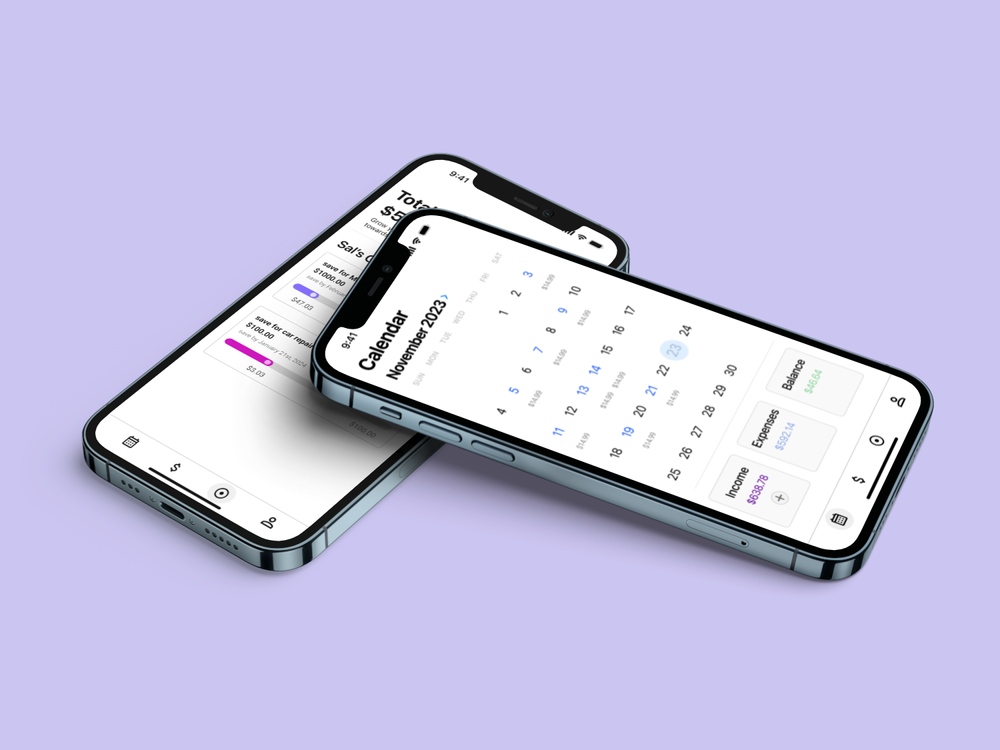 9:41
Tota
$5
Grow y
towards
Sal's
save for M
$1000.00
save by Februa
$47.03
save for car repair
$100.00
save by January 21st, 2024
$3.03
$100.00
9:41
Calendar
November 2023 >
SUN MON TUE WED THU FRI SAT
1 2 3
$14.99
4 5 6 7 8 9 10
$14.99 $14.99 $14.99
11 12 13 14 15 16 17
$14.99 $14.99 $14.99
18 19 20 21 22 23 24
$14.99 $14.99
25 26 27 28 29 30
Income Expenses Balance
$638.78 $592.14 $46.64
+